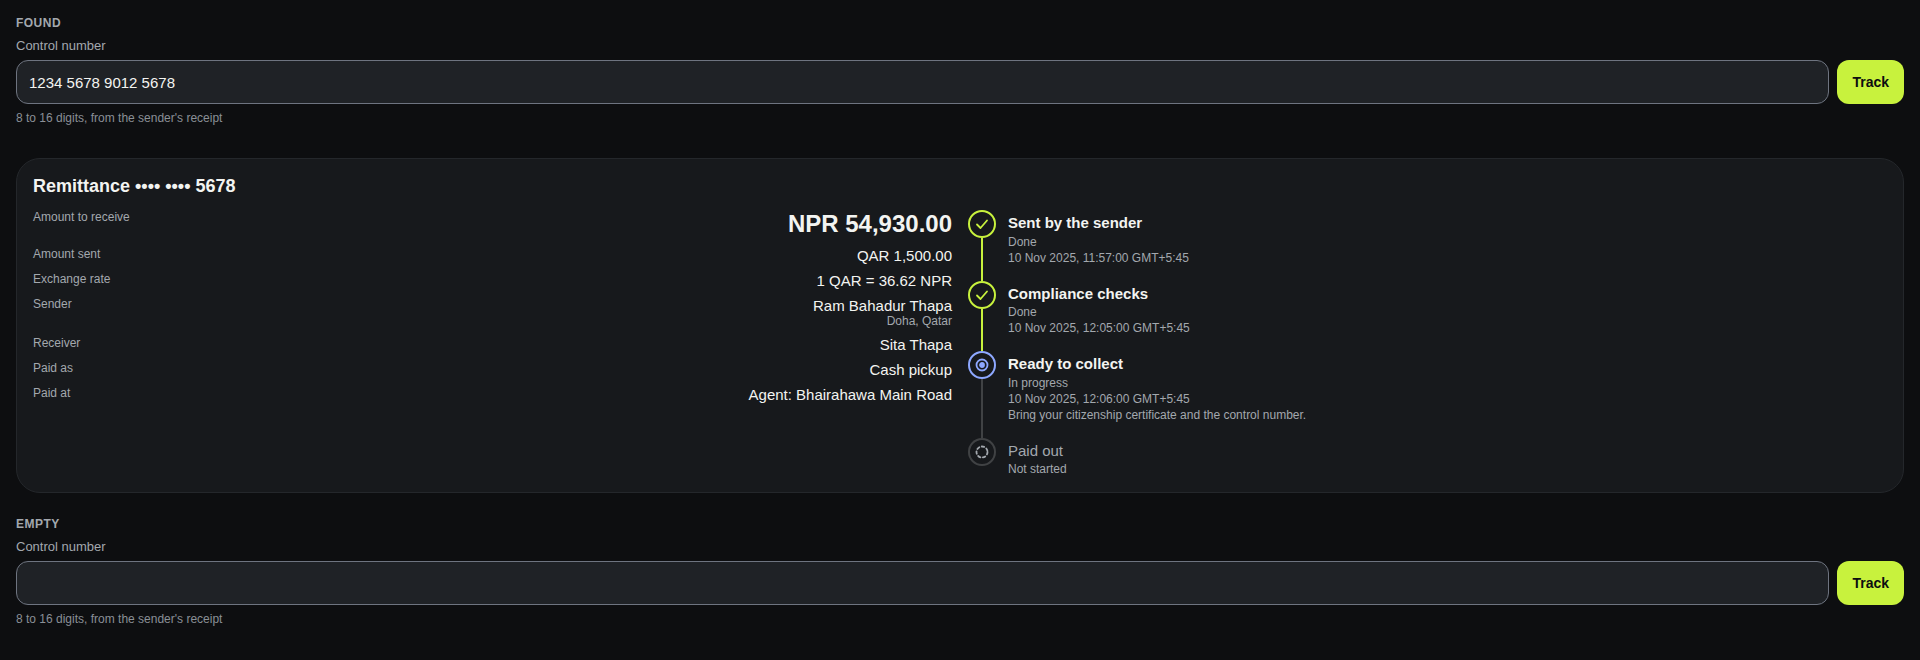 FOUND
Control number
1234 5678 9012 5678
Track
8 to 16 digits, from the sender's receipt
Remittance •••• •••• 5678
Amount to receive
NPR 54,930.00
Amount sent
QAR 1,500.00
Exchange rate
1 QAR = 36.62 NPR
Sender
Ram Bahadur Thapa
Doha, Qatar
Receiver
Sita Thapa
Paid as
Cash pickup
Paid at
Agent: Bhairahawa Main Road
Sent by the sender
Done
10 Nov 2025, 11:57:00 GMT+5:45
Compliance checks
Done
10 Nov 2025, 12:05:00 GMT+5:45
Ready to collect
In progress
10 Nov 2025, 12:06:00 GMT+5:45
Bring your citizenship certificate and the control number.
Paid out
Not started
EMPTY
Control number
Track
8 to 16 digits, from the sender's receipt